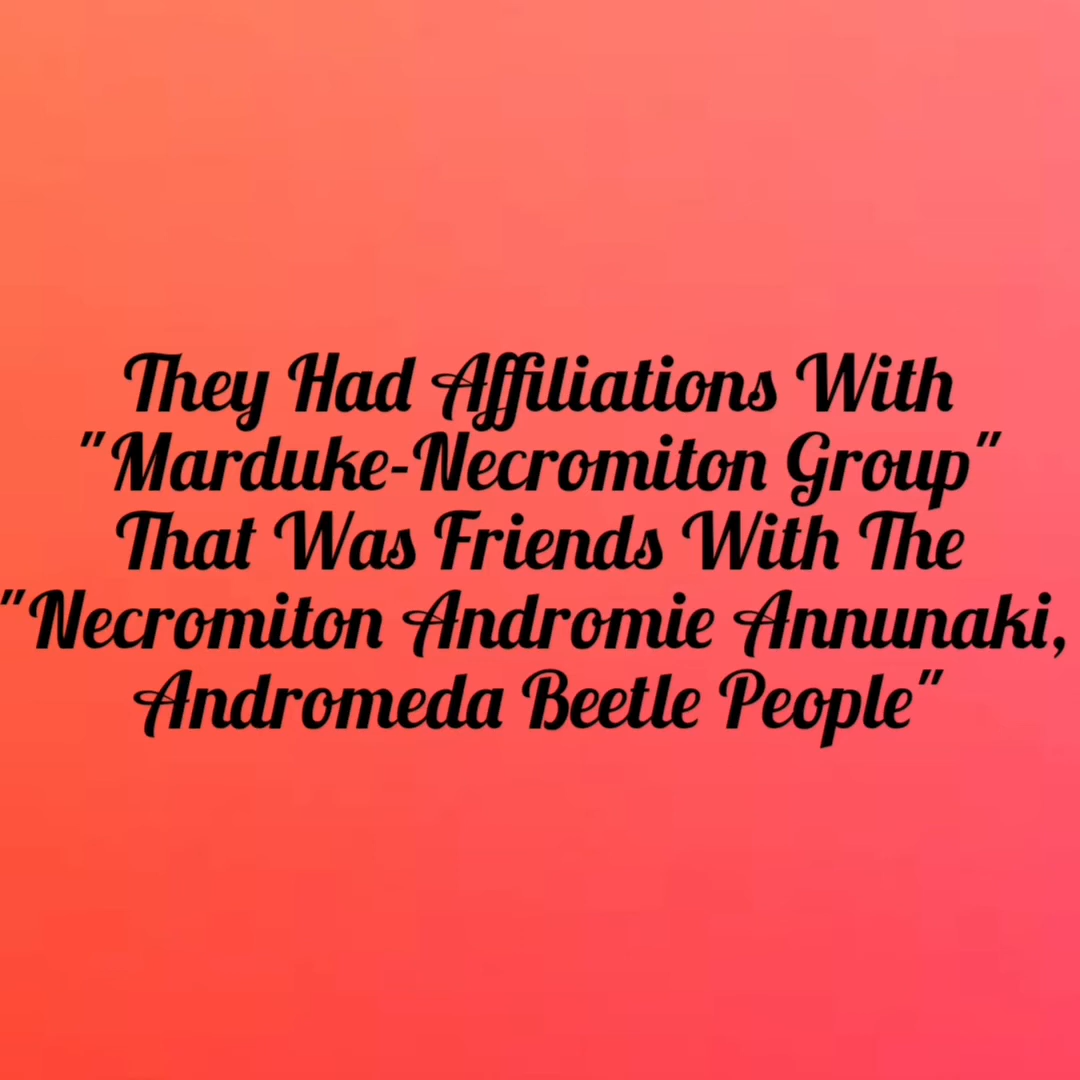 They Had Affiliations With
"Marduke-Necromiton Group"
That Was Friends With The
"Necromiton Andromie Annunaki,
Andromeda Beetle People"